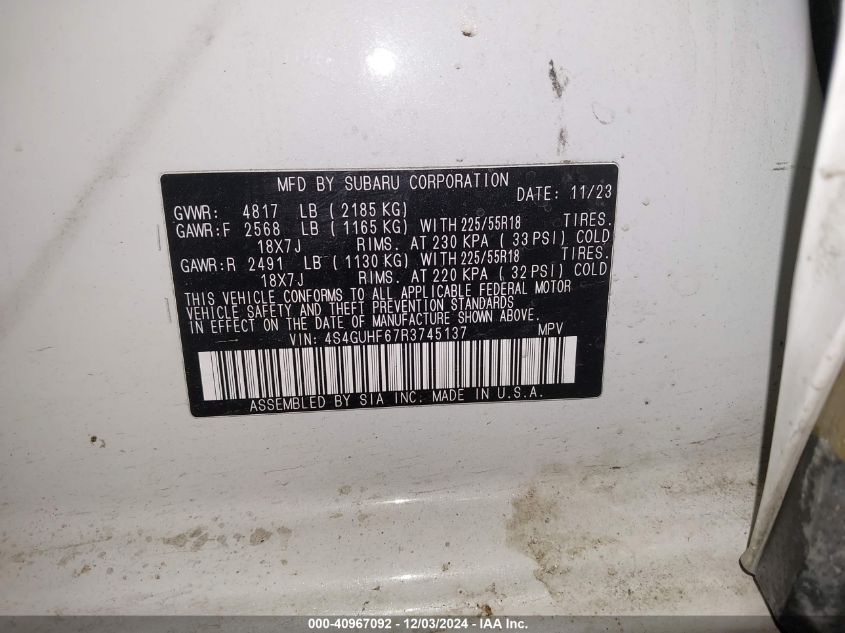 MFD BY SUBARU CORPORATION
DATE: 11/23
GVWR: 4817 LB ( 2185 KG)
GAWR:F 2568 LB ( 1165 KG) WITH 225/55R18 TIRES.
18X7J RIMS. AT 230 KPA ( 33 PSI ) COLD
GAWR:R 2491 LB ( 1130 KG) WITH 225/55R18 TIRES.
18X7J RIMS. AT 220 KPA ( 32 PSI ) COLD
THIS VEHICLE CONFORMS TO ALL APPLICABLE FEDERAL MOTOR
VEHICLE SAFETY AND THEFT PREVENTION STANDARDS
IN EFFECT ON THE DATE OF MANUFACTURE SHOWN ABOVE.
VIN: 4S4GUHF67R3745137 MPV
ASSEMBLED BY SIA INC. MADE IN U.S.A.
000-40967092 - 12/03/2024 - IAA Inc.